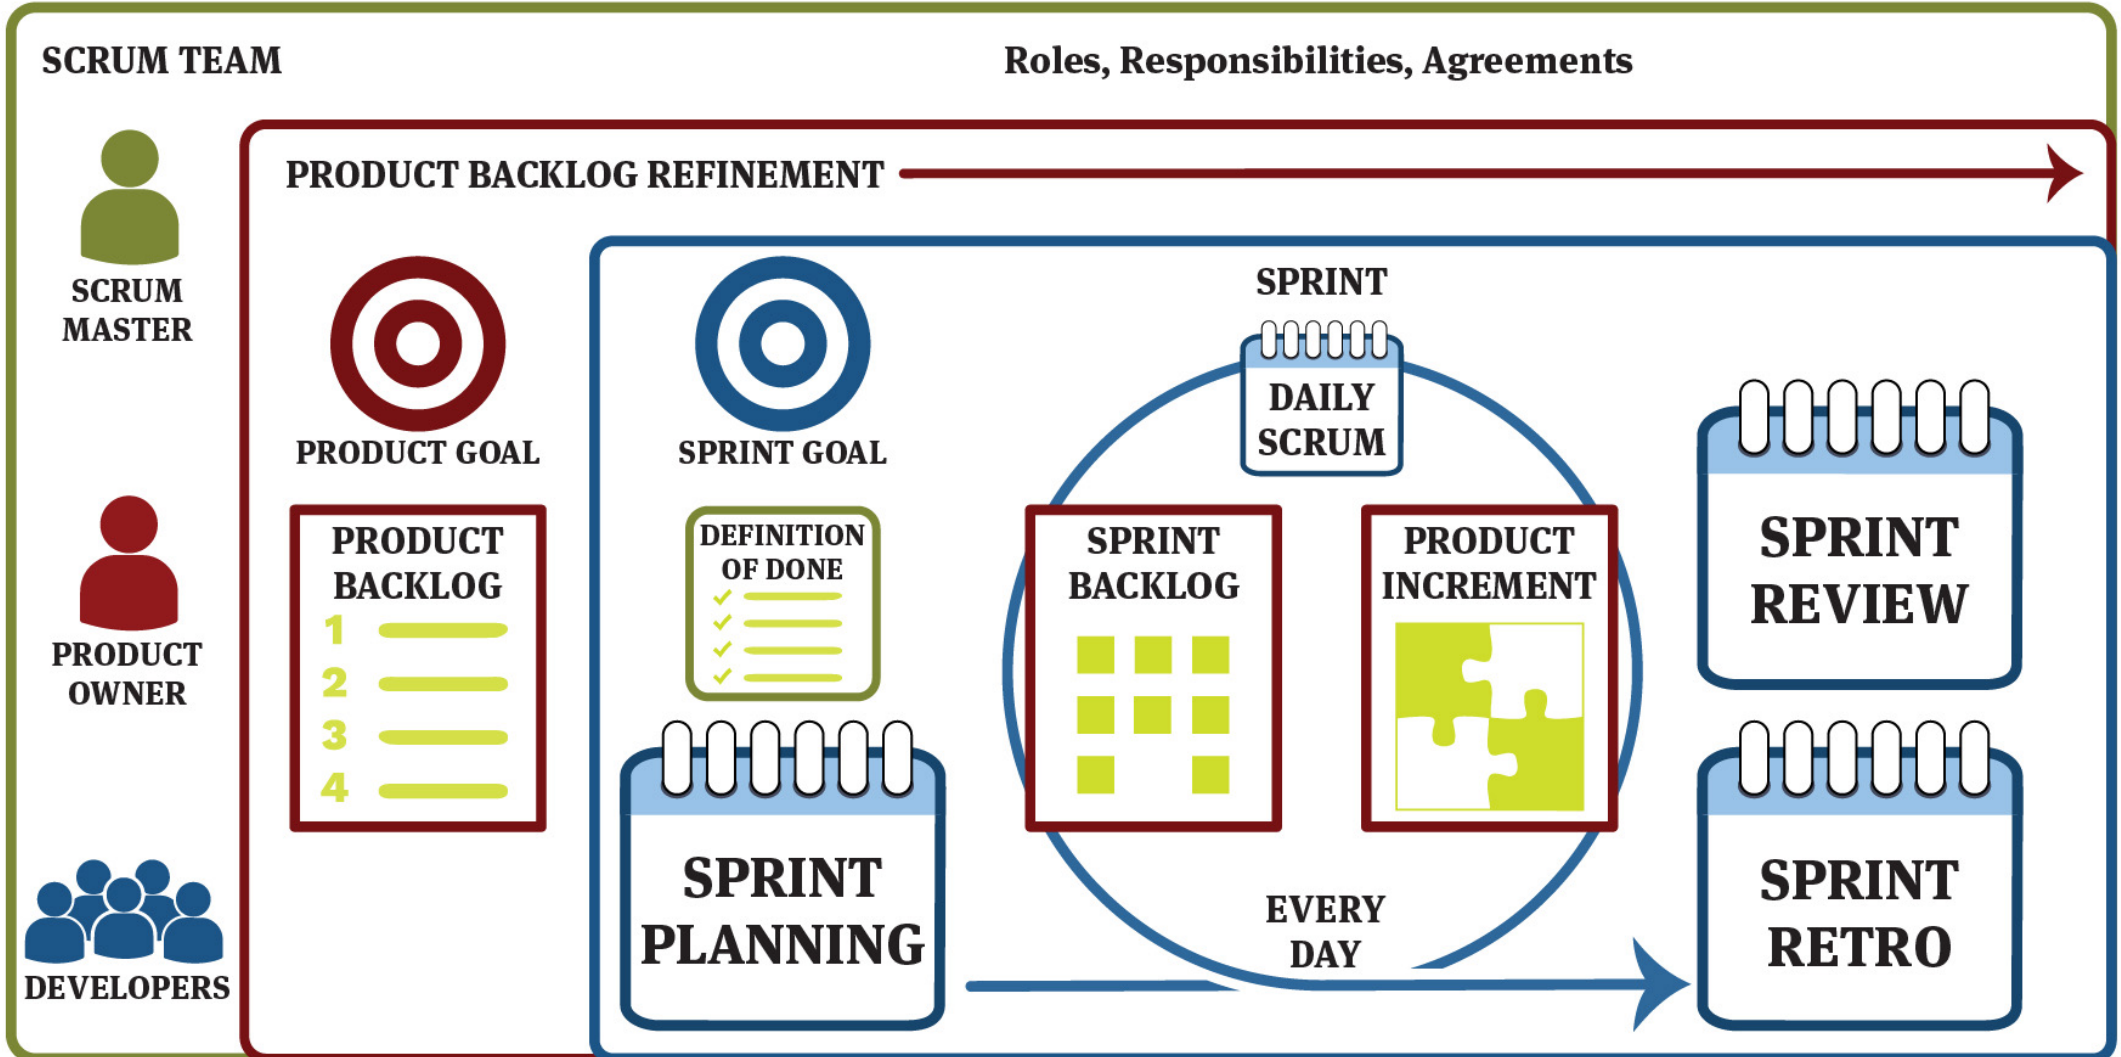 SCRUM TEAM
Roles, Responsibilities, Agreements
SCRUM
MASTER
PRODUCT
OWNER
DEVELOPERS
PRODUCT BACKLOG REFINEMENT
PRODUCT GOAL
PRODUCT
BACKLOG
1
2
3
4
SPRINT GOAL
DEFINITION
OF DONE
SPRINT
PLANNING
SPRINT
DAILY
SCRUM
SPRINT
BACKLOG
PRODUCT
INCREMENT
EVERY
DAY
SPRINT
REVIEW
SPRINT
RETRO